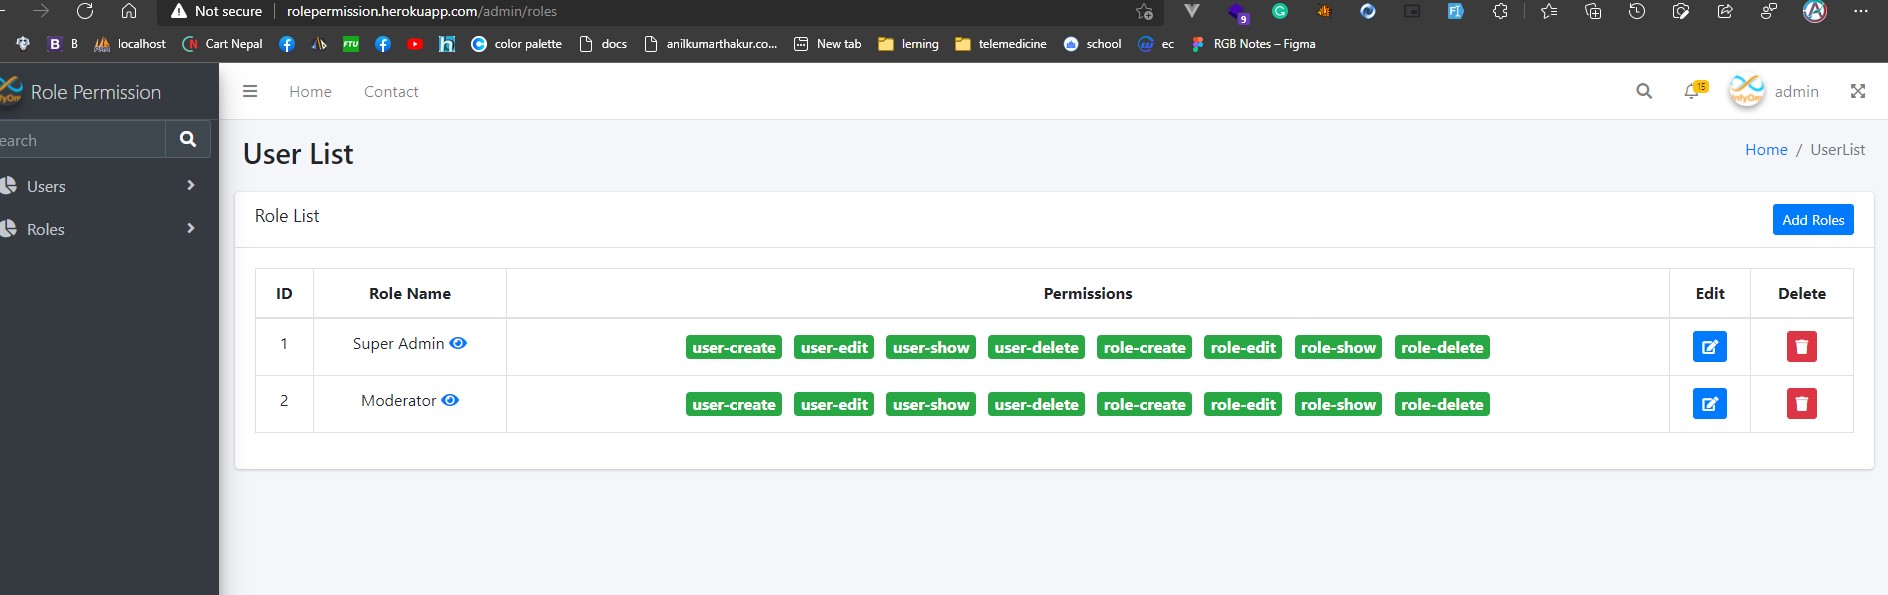 Not secure rolepermission.herokuapp.com/admin/roles
9
B B localhost Cart Nepal FTU color palette docs anilkumarthakur.co... New tab lerning telemedicine school ec RGB Notes – Figma
Role Permission
Home Contact
15
InfyOm
admin
earch
User List
Home / UserList
Users
Roles
Role List
Add Roles
ID Role Name Permissions Edit Delete
1 Super Admin user-create user-edit user-show user-delete role-create role-edit role-show role-delete
2 Moderator user-create user-edit user-show user-delete role-create role-edit role-show role-delete